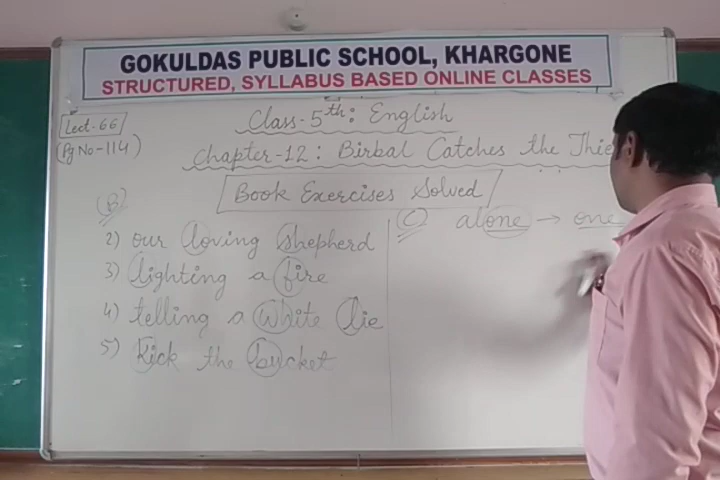 GOKULDAS PUBLIC SCHOOL, KHARGONE
STRUCTURED, SYLLABUS BASED ONLINE CLASSES
Lect-66
(Pg No-114)
Class-5th: English
Chapter-12: Birbal Catches the Thie
Book Exercises Solved
(B)
2) our loving shepherd
3) lighting a fire
4) telling a white lie
5) Kick the bucket
(C) alone → one